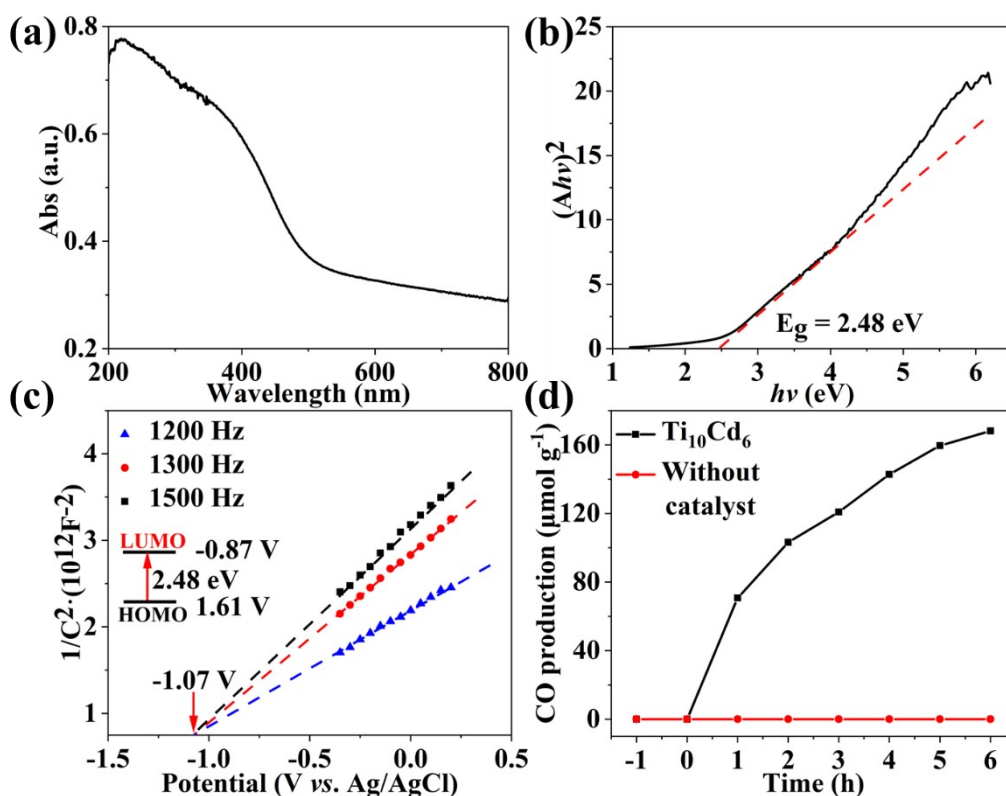 (a)
0.8
0.6
0.4
0.2
Abs (a.u.)
200 400 600 800
Wavelength (nm)
(b)
25
20
15
10
5
0
(Ahν)²
E_g = 2.48 eV
1 2 3 4 5 6
hν (eV)
(c)
1200 Hz
1300 Hz
1500 Hz
4
3
2
1
1/C²·(10¹²F⁻²)
LUMO
-0.87 V
2.48 eV
HOMO
1.61 V
-1.07 V
-1.5 -1.0 -0.5 0.0 0.5
Potential (V vs. Ag/AgCl)
(d)
Ti₁₀Cd₆
Without
catalyst
160
120
80
40
0
CO production (μmol g⁻¹)
-1 0 1 2 3 4 5 6
Time (h)